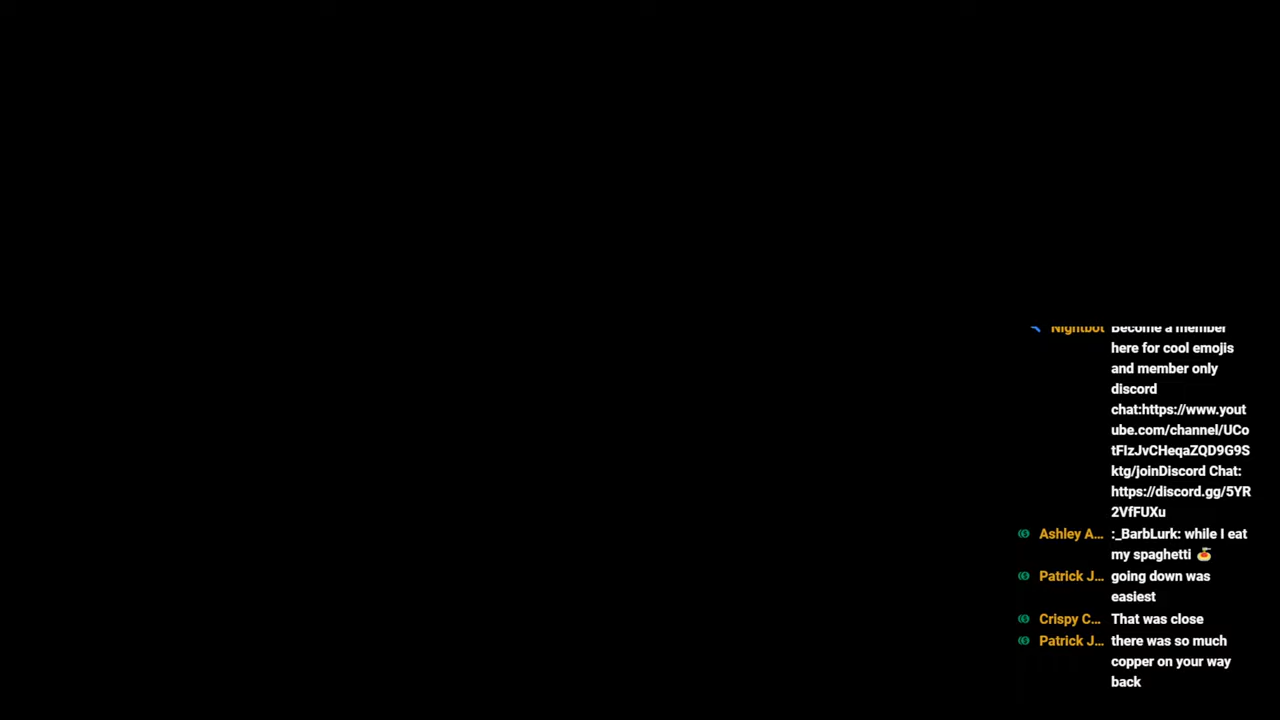 Nightbot Become a member
here for cool emojis
and member only
discord
chat:https://www.yout
ube.com/channel/UCo
tFIzJvCHeqaZQD9G9S
ktg/joinDiscord Chat:
https://discord.gg/5YR
2VfFUXu
Ashley A... :_BarbLurk: while I eat
my spaghetti 🍝
Patrick J... going down was
easiest
Crispy C... That was close
Patrick J... there was so much
copper on your way
back